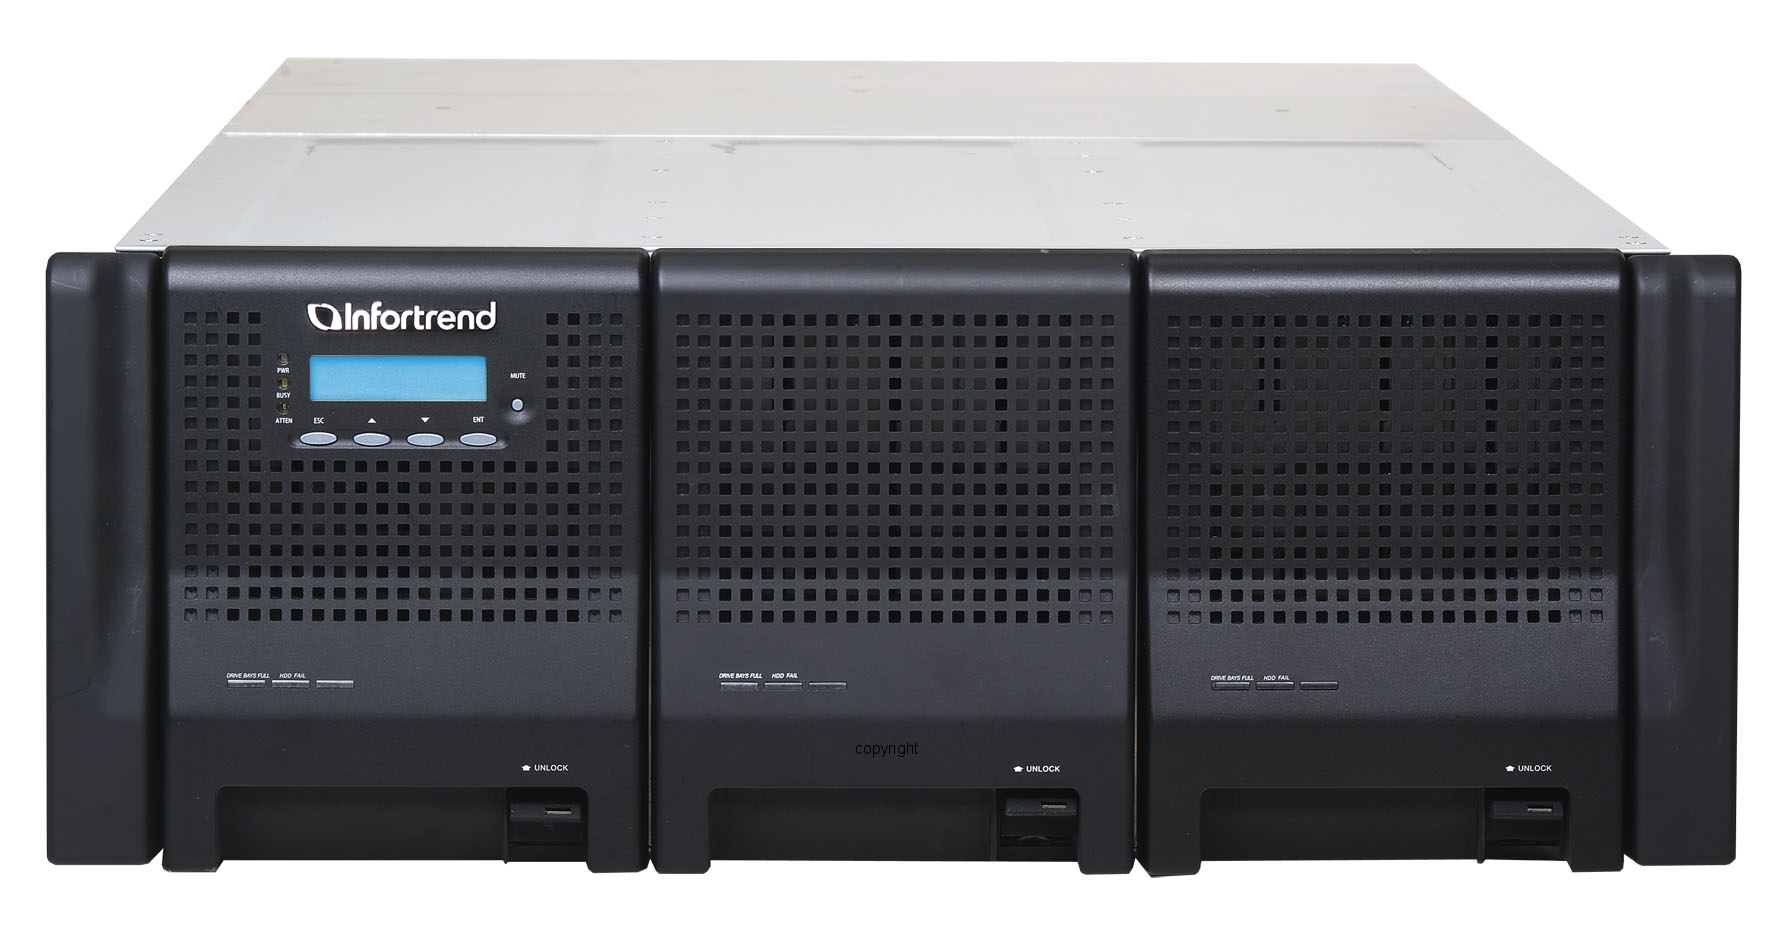 Infortrend
PWR
BUSY
ATTEN
MUTE
ESC
ENT
DRIVE BAYS FULL HDD FAIL
DRIVE BAYS FULL HDD FAIL
DRIVE BAYS FULL HDD FAIL
copyright
UNLOCK
UNLOCK
UNLOCK